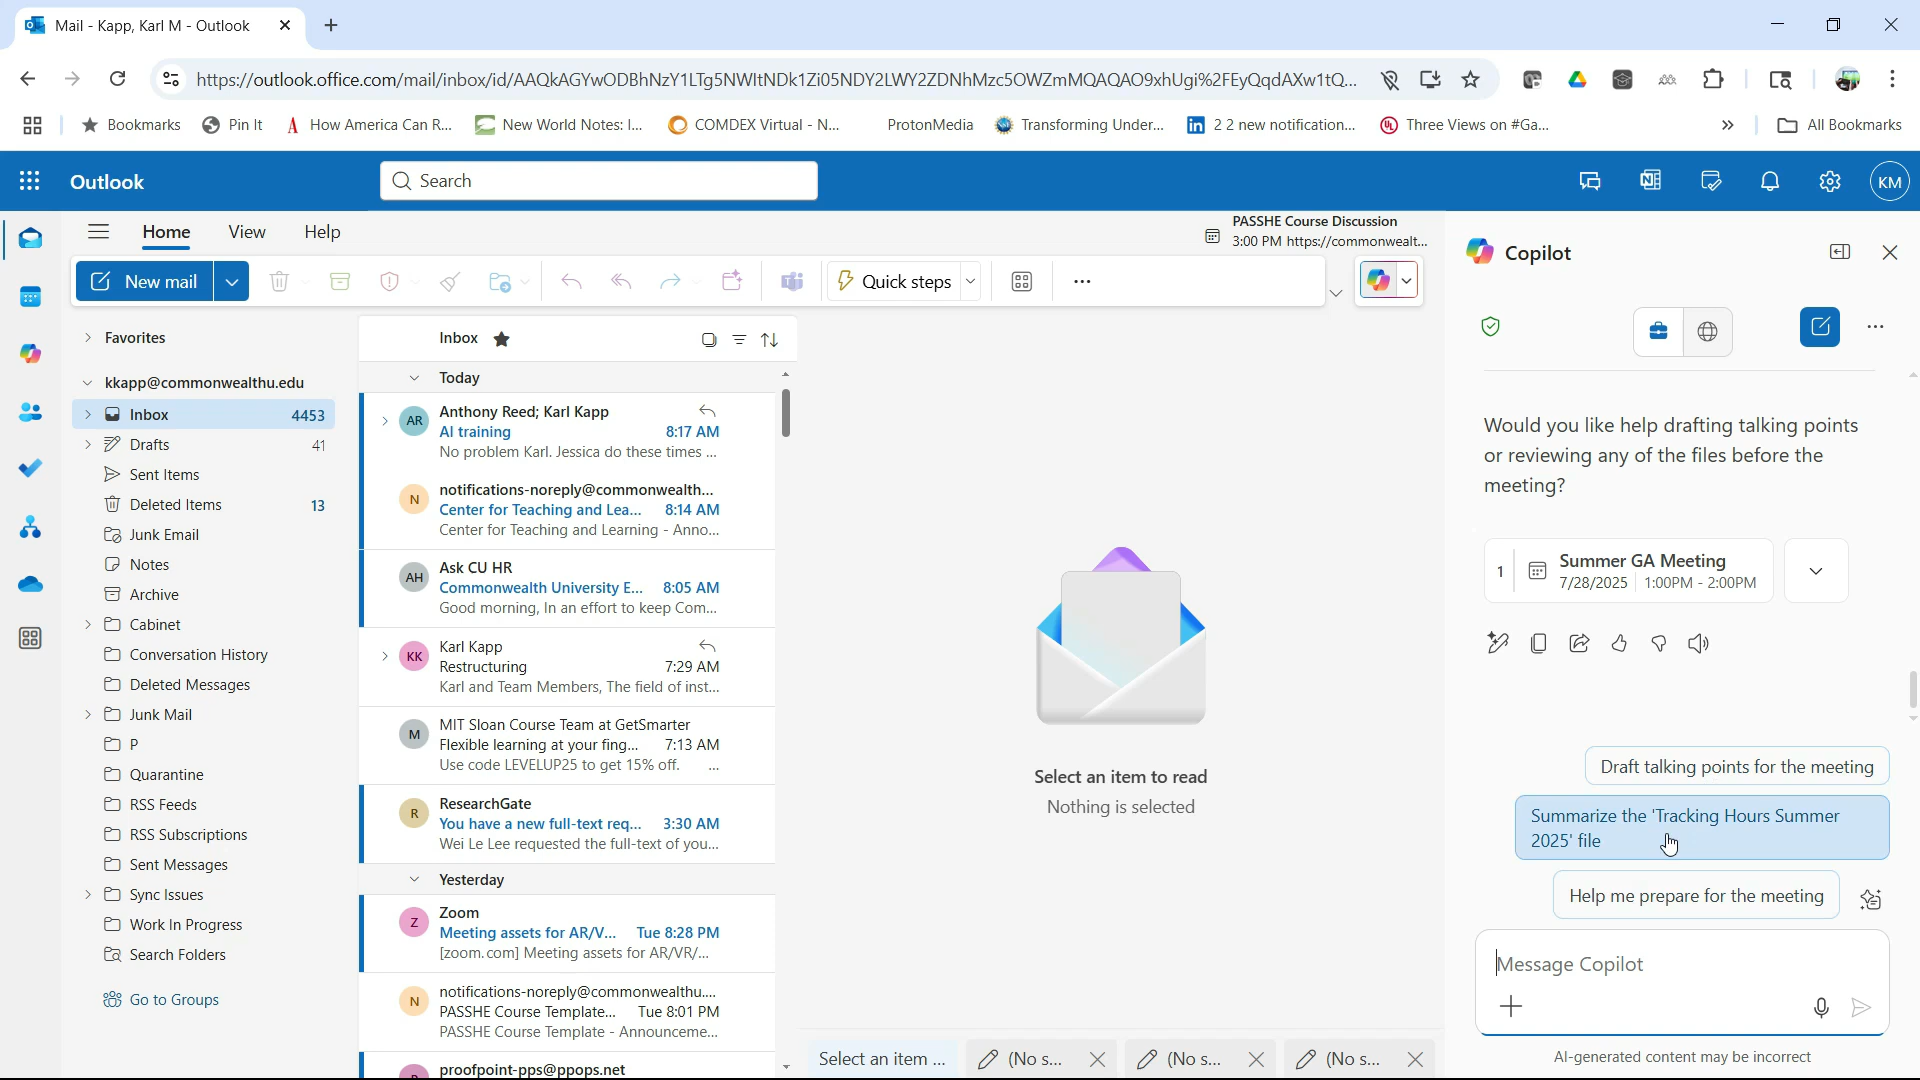 Mail - Kapp, Karl M - Outlook
https://outlook.office.com/mail/inbox/id/AAQkAGYwODBhNzY1LTg5NWItNDk1Zi05NDY2LWY2ZDNhMzc5OWZmMQAQAO9xhUgi%2FEyQqdAXw1tQ...
Bookmarks
Pin It
How America Can R...
New World Notes: I...
COMDEX Virtual - N...
ProtonMedia
Transforming Under...
2 2 new notification...
Three Views on #Ga...
All Bookmarks
Outlook
Search
KM
Home
View
Help
PASSHE Course Discussion
3:00 PM https://commonwealt...
New mail
Quick steps
Favorites
kkapp@commonwealthu.edu
Inbox 4453
Drafts 41
Sent Items
Deleted Items 13
Junk Email
Notes
Archive
Cabinet
Conversation History
Deleted Messages
Junk Mail
P
Quarantine
RSS Feeds
RSS Subscriptions
Sent Messages
Sync Issues
Work In Progress
Search Folders
Go to Groups
Inbox
Today
AR
Anthony Reed; Karl Kapp
AI training 8:17 AM
No problem Karl. Jessica do these times ...
N
notifications-noreply@commonwealth...
Center for Teaching and Lea... 8:14 AM
Center for Teaching and Learning - Anno...
AH
Ask CU HR
Commonwealth University E... 8:05 AM
Good morning, In an effort to keep Com...
KK
Karl Kapp
Restructuring 7:29 AM
Karl and Team Members, The field of inst...
M
MIT Sloan Course Team at GetSmarter
Flexible learning at your fing... 7:13 AM
Use code LEVELUP25 to get 15% off. ...
R
ResearchGate
You have a new full-text req... 3:30 AM
Wei Le Lee requested the full-text of you...
Yesterday
Z
Zoom
Meeting assets for AR/V... Tue 8:28 PM
[zoom.com] Meeting assets for AR/VR/...
N
notifications-noreply@commonwealthu....
PASSHE Course Template... Tue 8:01 PM
PASSHE Course Template - Announceme...
proofpoint-pps@ppops.net
Select an item to read
Nothing is selected
Select an item ...
(No s...
(No s...
(No s...
Copilot
Would you like help drafting talking points
or reviewing any of the files before the
meeting?
1
Summer GA Meeting
7/28/2025 1:00PM - 2:00PM
Draft talking points for the meeting
Summarize the 'Tracking Hours Summer
2025' file
Help me prepare for the meeting
Message Copilot
AI-generated content may be incorrect